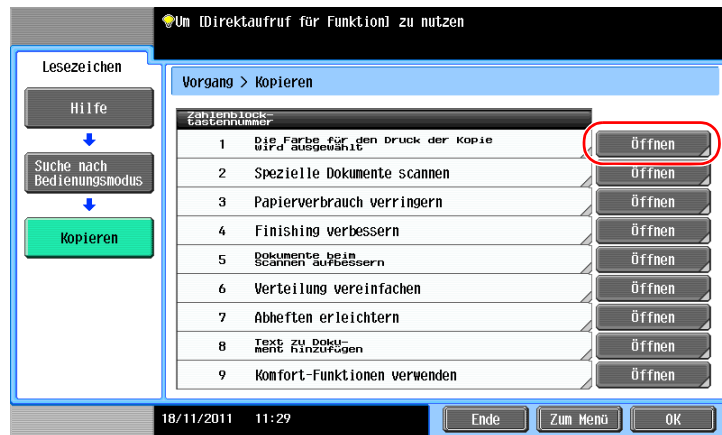 Um [Direktaufruf für Funktion] zu nutzen
Lesezeichen
Hilfe
Suche nach
Bedienungsmodus
Kopieren
Vorgang > Kopieren
Zahlenblock-
tastennummer
1 Die Farbe für den Druck der Kopie
wird ausgewählt
Öffnen
2 Spezielle Dokumente scannen Öffnen
3 Papierverbrauch verringern Öffnen
4 Finishing verbessern Öffnen
5 Dokumente beim
Scannen aufbessern
Öffnen
6 Verteilung vereinfachen Öffnen
7 Abheften erleichtern Öffnen
8 Text zu Doku-
ment hinzufügen
Öffnen
9 Komfort-Funktionen verwenden Öffnen
18/11/2011 11:29 Ende Zum Menü OK